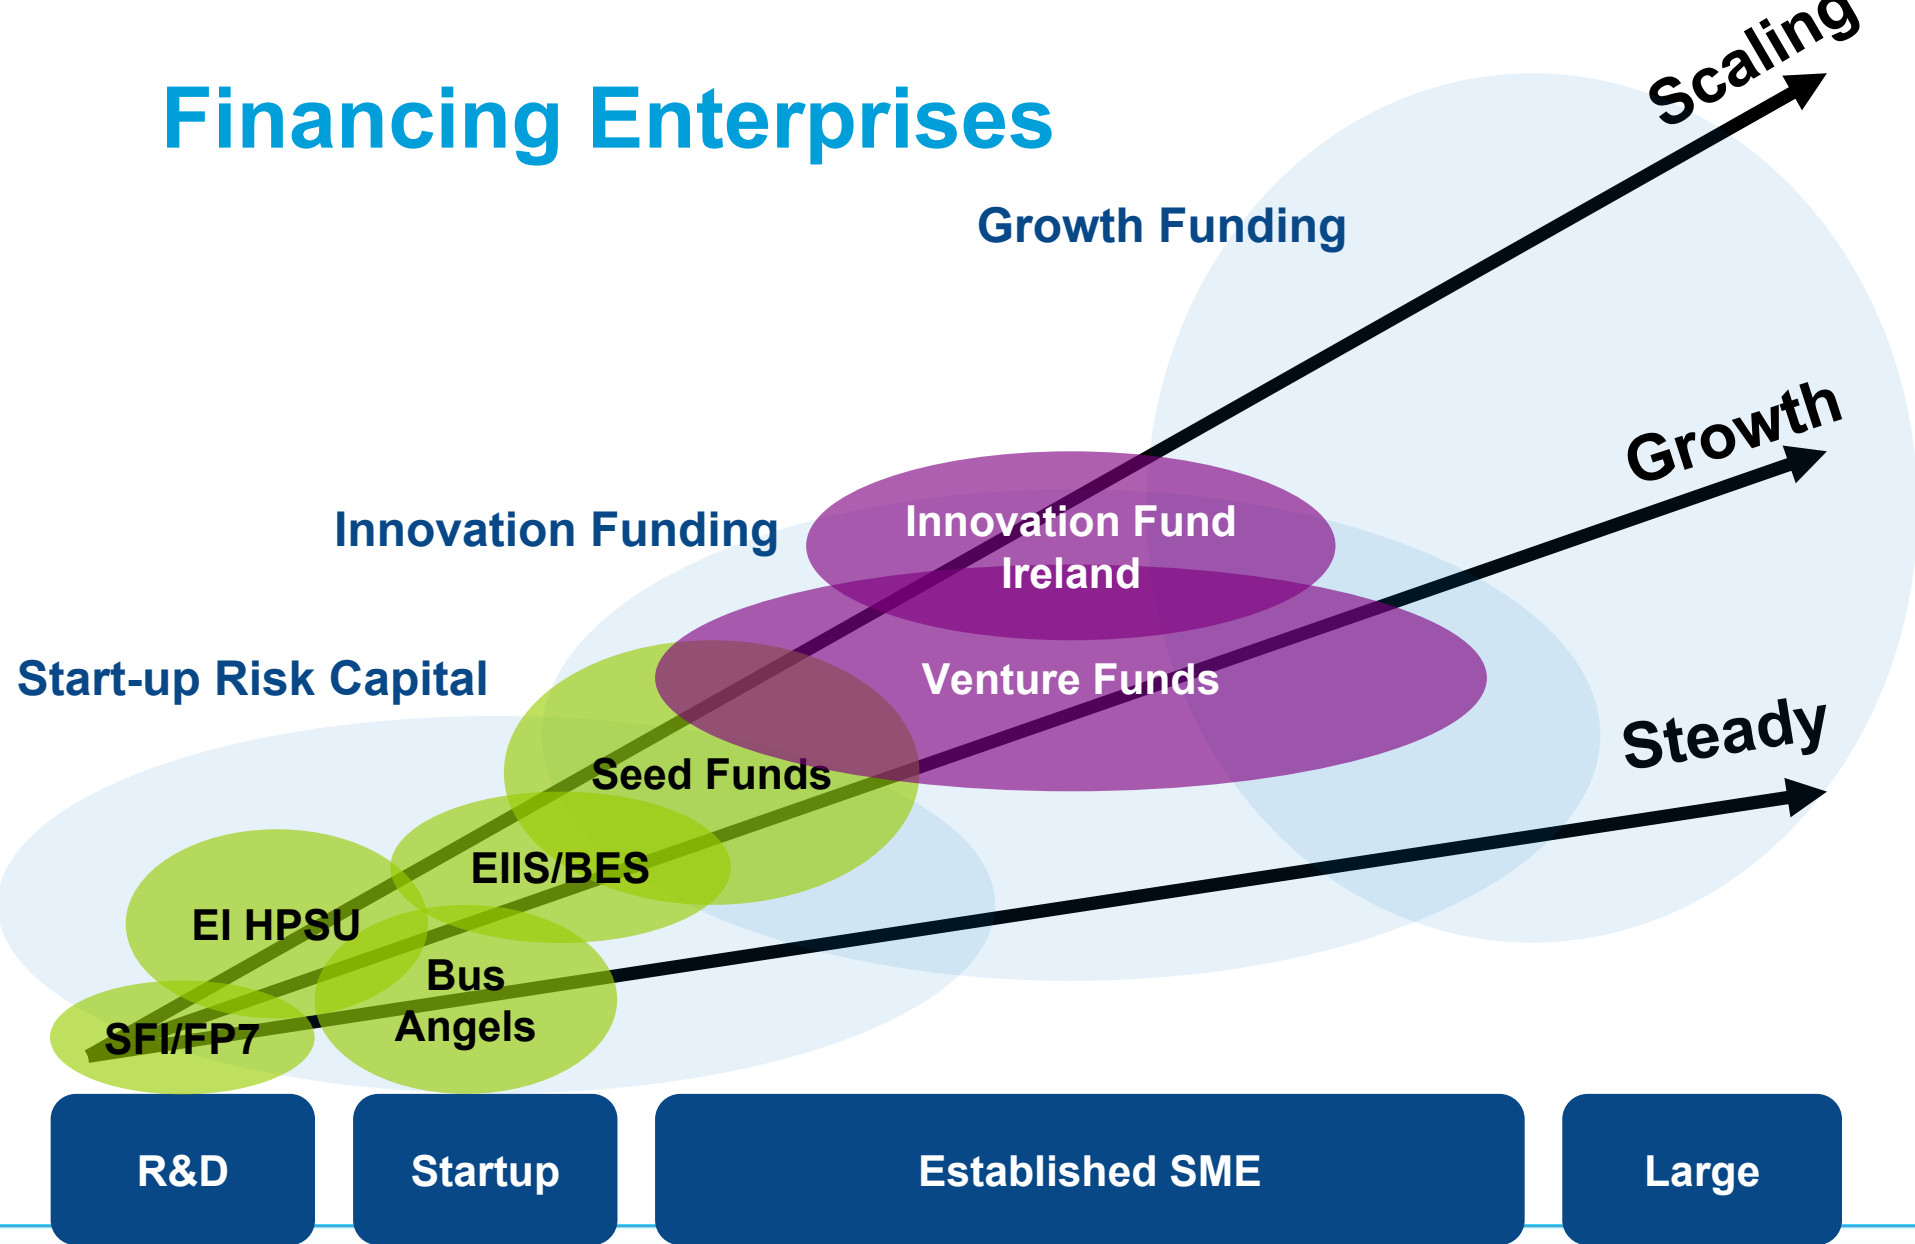 Financing Enterprises
Scaling
Growth Funding
Growth
Innovation Funding
Innovation Fund
Ireland
Start-up Risk Capital
Venture Funds
Steady
Seed Funds
EIIS/BES
EI HPSU
Bus
Angels
SFI/FP7
R&D
Startup
Established SME
Large